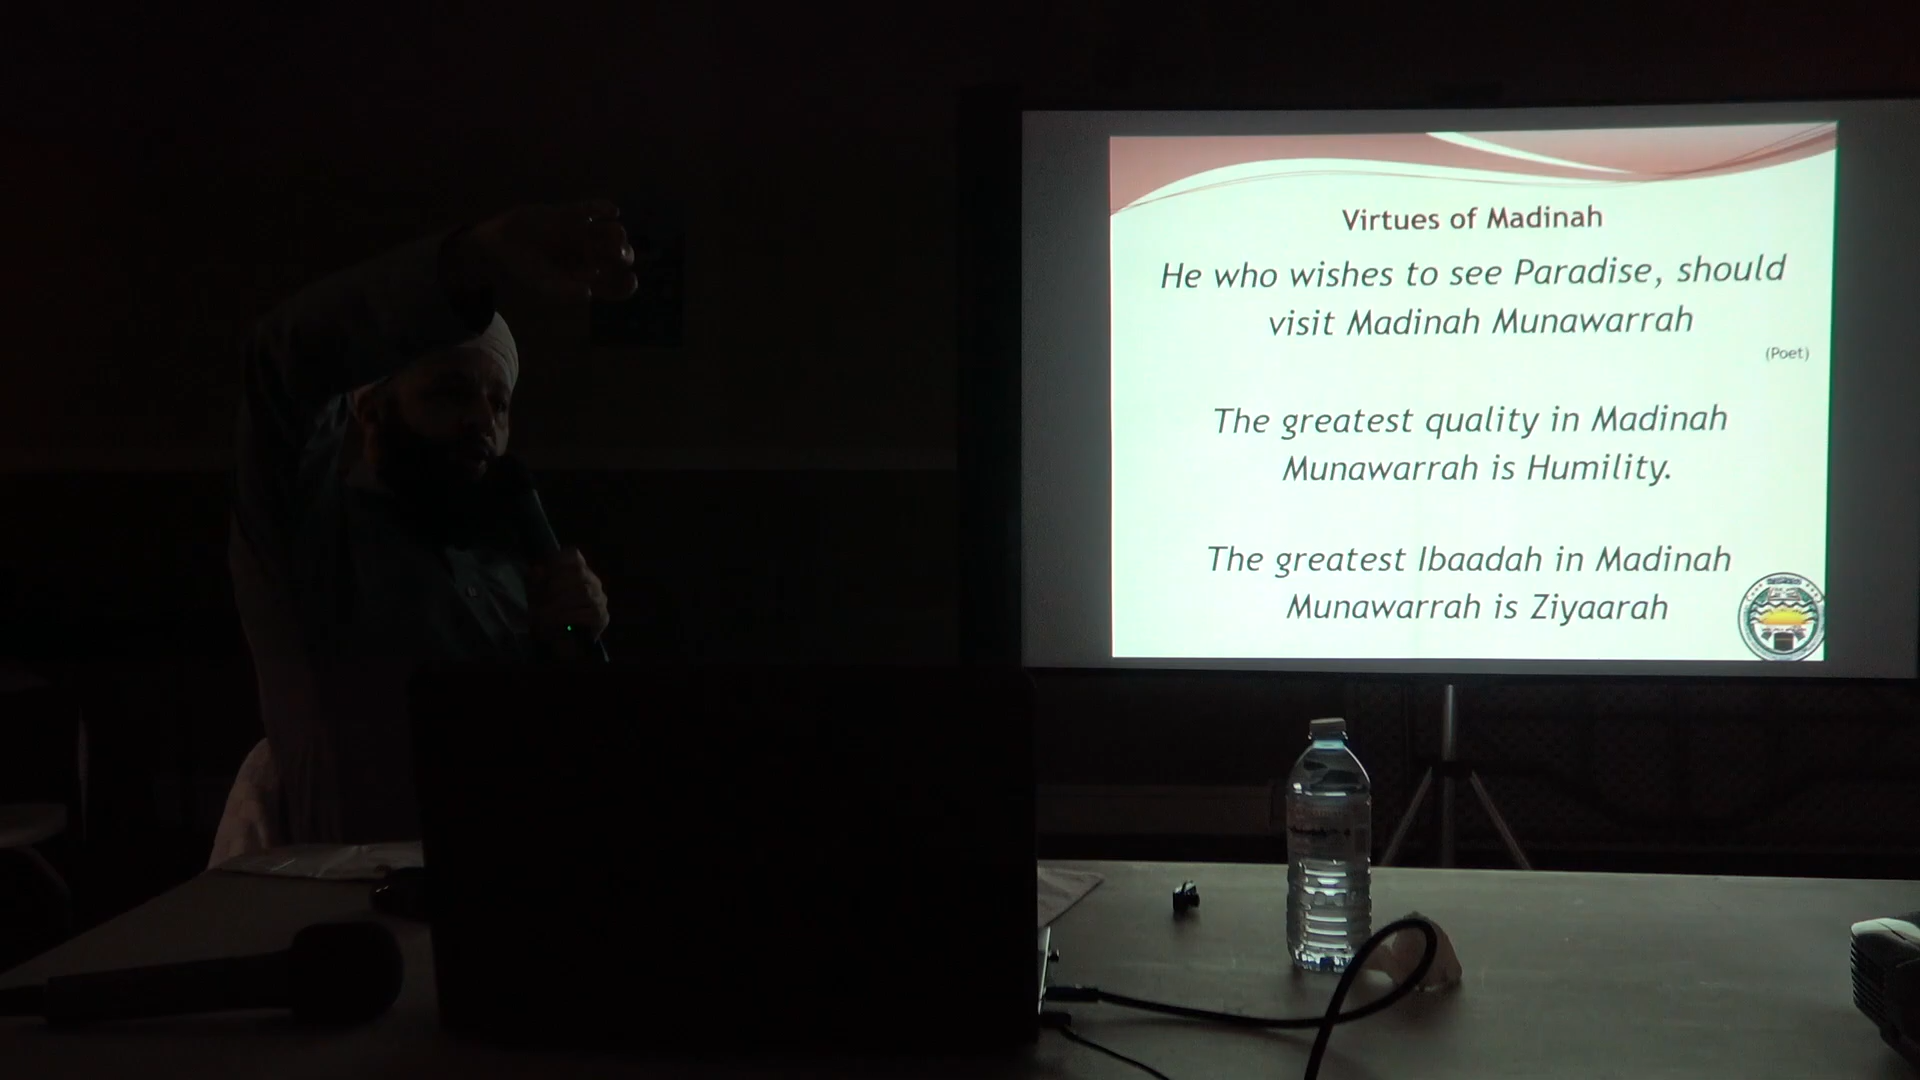 Virtues of Madinah
He who wishes to see Paradise, should
visit Madinah Munawarrah
(Poet)
The greatest quality in Madinah
Munawarrah is Humility.
The greatest Ibaadah in Madinah
Munawarrah is Ziyaarah